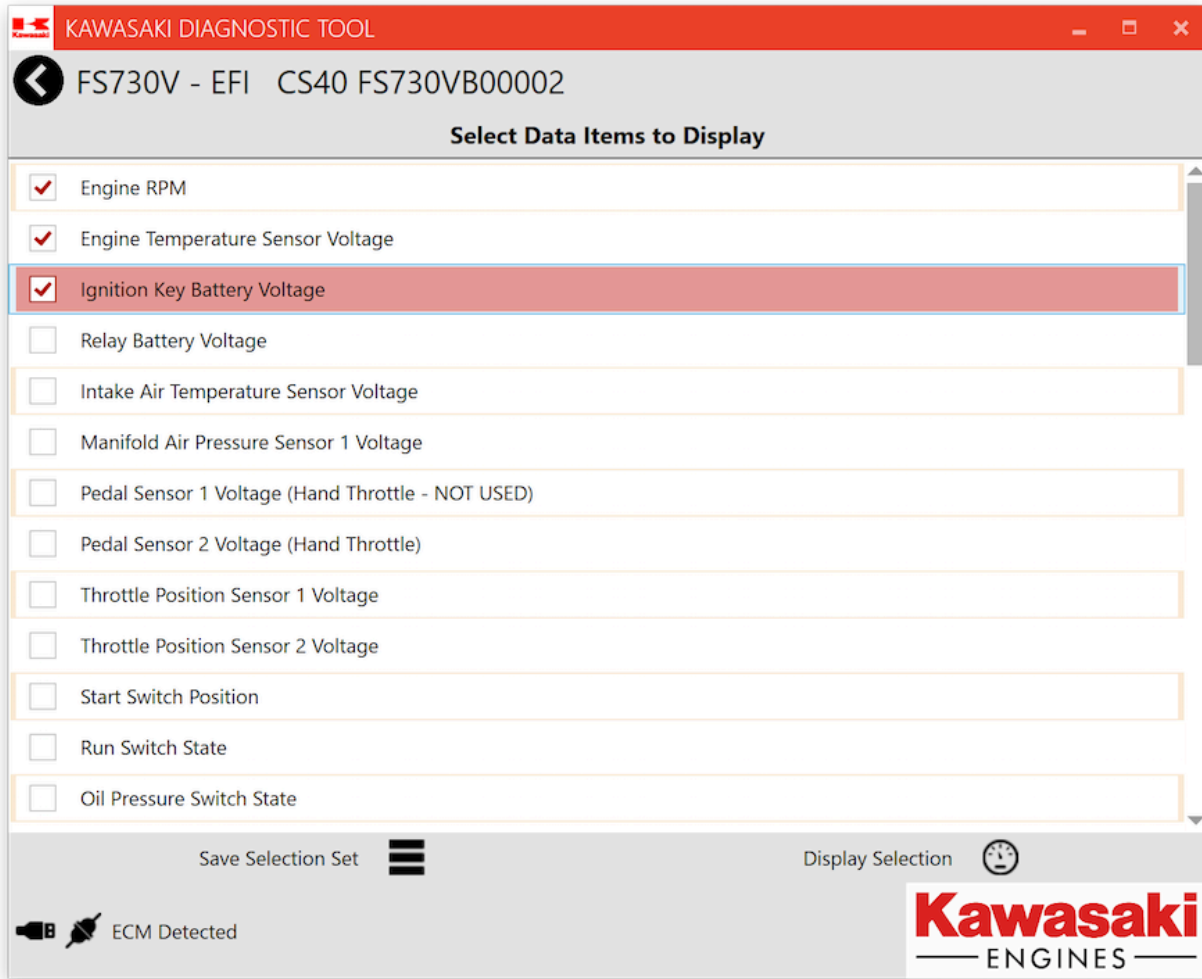 Kawasaki
KAWASAKI DIAGNOSTIC TOOL
FS730V - EFI CS40 FS730VB00002
Select Data Items to Display
Engine RPM
Engine Temperature Sensor Voltage
Ignition Key Battery Voltage
Relay Battery Voltage
Intake Air Temperature Sensor Voltage
Manifold Air Pressure Sensor 1 Voltage
Pedal Sensor 1 Voltage (Hand Throttle - NOT USED)
Pedal Sensor 2 Voltage (Hand Throttle)
Throttle Position Sensor 1 Voltage
Throttle Position Sensor 2 Voltage
Start Switch Position
Run Switch State
Oil Pressure Switch State
Save Selection Set
Display Selection
ECM Detected
Kawasaki
ENGINES